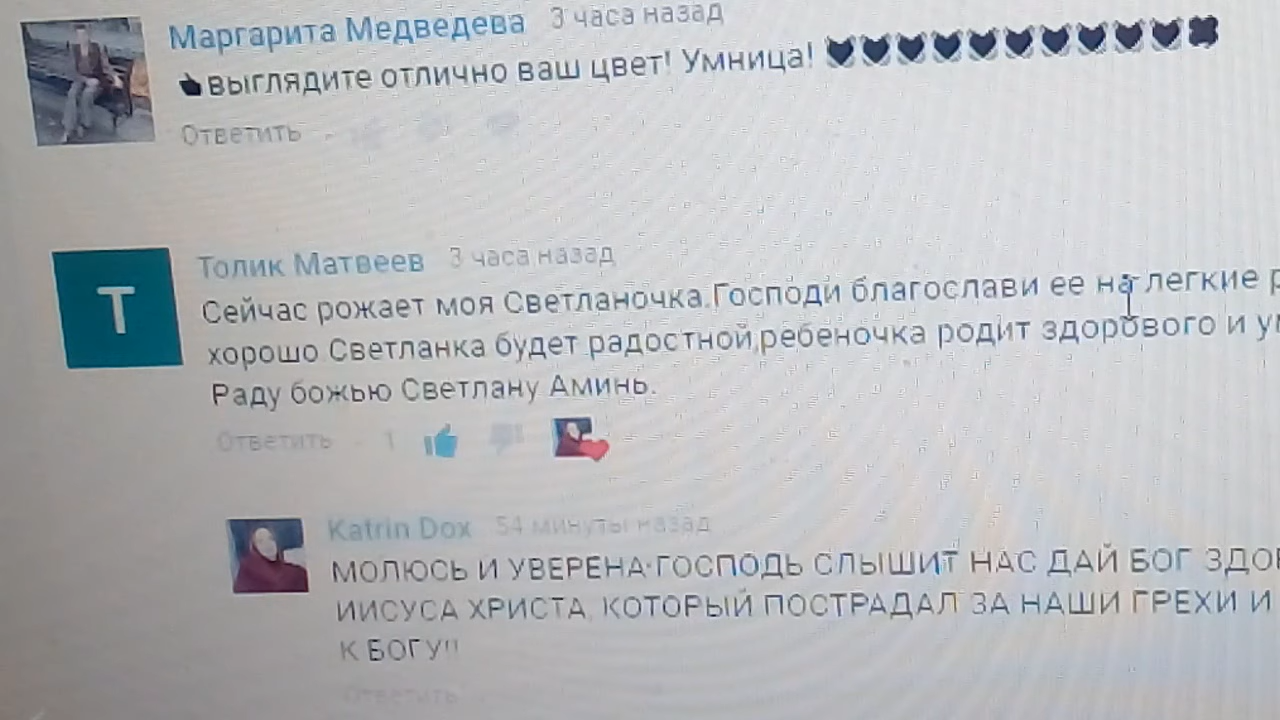 Маргарита Медведева 3 часа назад
выглядите отлично ваш цвет! Умница!
Ответить
Т
Толик Матвеев 3 часа назад
Сейчас рожает моя Светланочка.Господи благослави ее на легкие
хорошо Светланка будет радостной,ребеночка родит здорового и
Раду божью Светлану Аминь.
Ответить 1
Katrin Dox 54 минуты назад
МОЛЮСЬ И УВЕРЕНА·ГОСПОДЬ СЛЫШИТ НАС ДАЙ БОГ
ИИСУСА ХРИСТА, КОТОРЫЙ ПОСТРАДАЛ ЗА НАШИ ГРЕХИ И
К БОГУ!!
Ответить